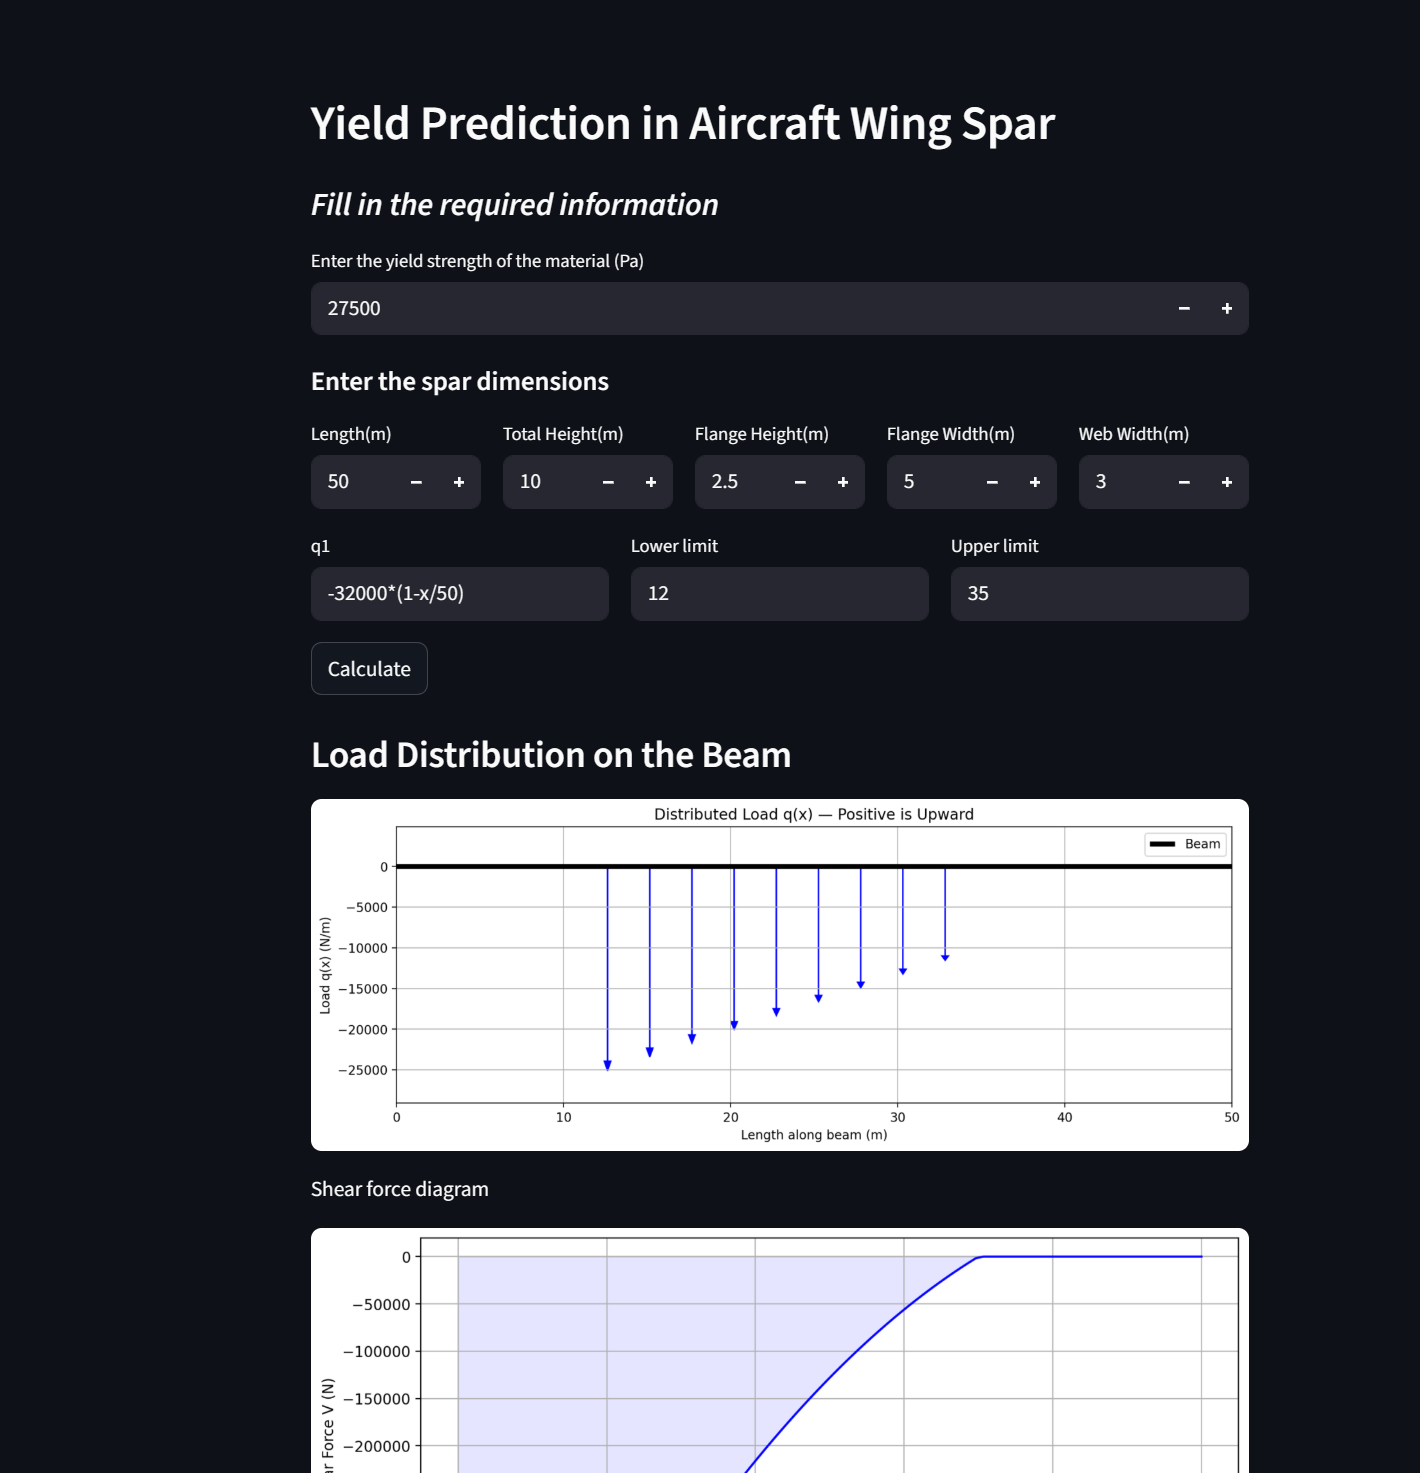 Yield Prediction in Aircraft Wing Spar
Fill in the required information
Enter the yield strength of the material (Pa)
27500
Enter the spar dimensions
Length(m) Total Height(m) Flange Height(m) Flange Width(m) Web Width(m)
50 10 2.5 5 3
q1 Lower limit Upper limit
-32000*(1-x/50) 12 35
Calculate
Load Distribution on the Beam
Distributed Load q(x) — Positive is Upward
Beam
0
−5000
−10000
−15000
−20000
−25000
Load q(x) (N/m)
0 10 20 30 40 50
Length along beam (m)
Shear force diagram
0
−50000
−100000
−150000
−200000
Force V (N)